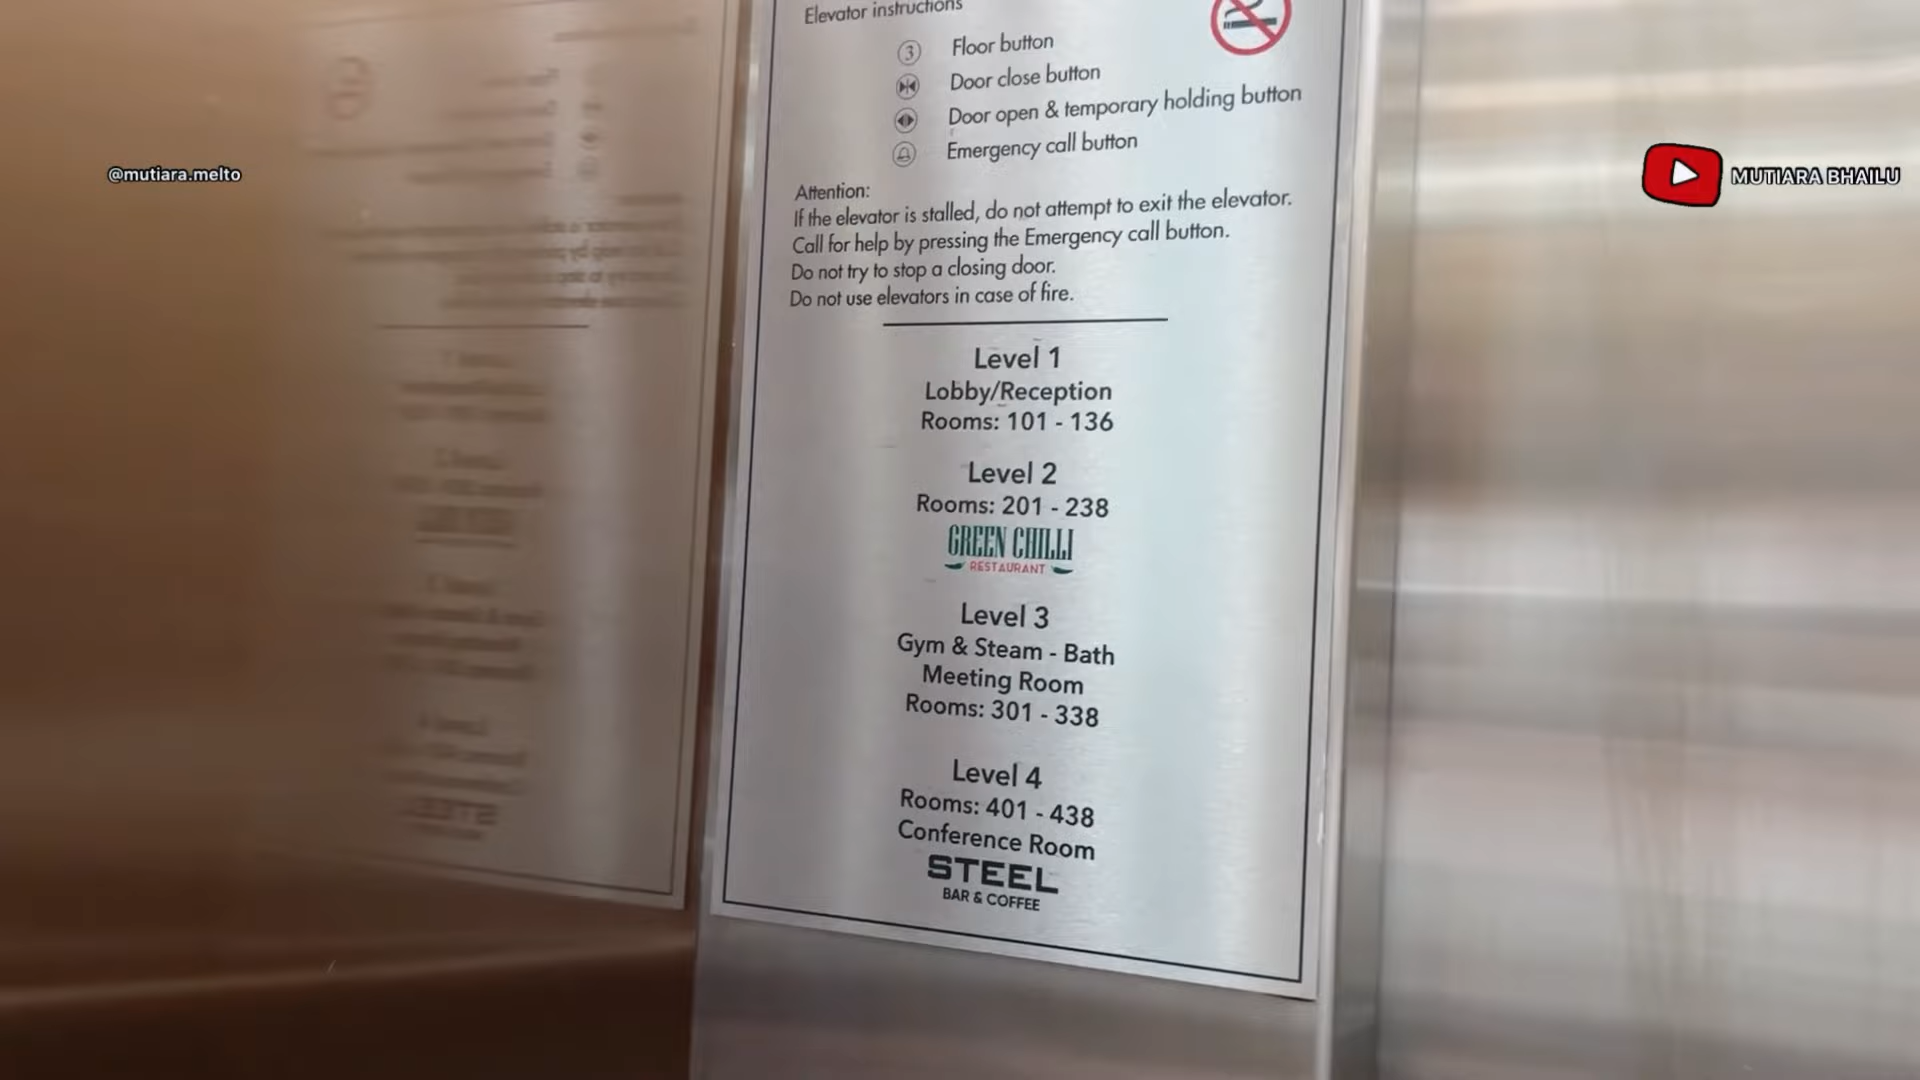 Elevator instructions
3 Floor button
Door close button
Door open & temporary holding button
Emergency call button
@mutiara.melto
MUTIARA BHAILU
Attention:
If the elevator is stalled, do not attempt to exit the elevator.
Call for help by pressing the Emergency call button.
Do not try to stop a closing door.
Do not use elevators in case of fire.
Level 1
Lobby/Reception
Rooms: 101 - 136
Level 2
Rooms: 201 - 238
GREEN CHILLI
RESTAURANT
Level 3
Gym & Steam - Bath
Meeting Room
Rooms: 301 - 338
Level 4
Rooms: 401 - 438
Conference Room
STEEL
BAR & COFFEE